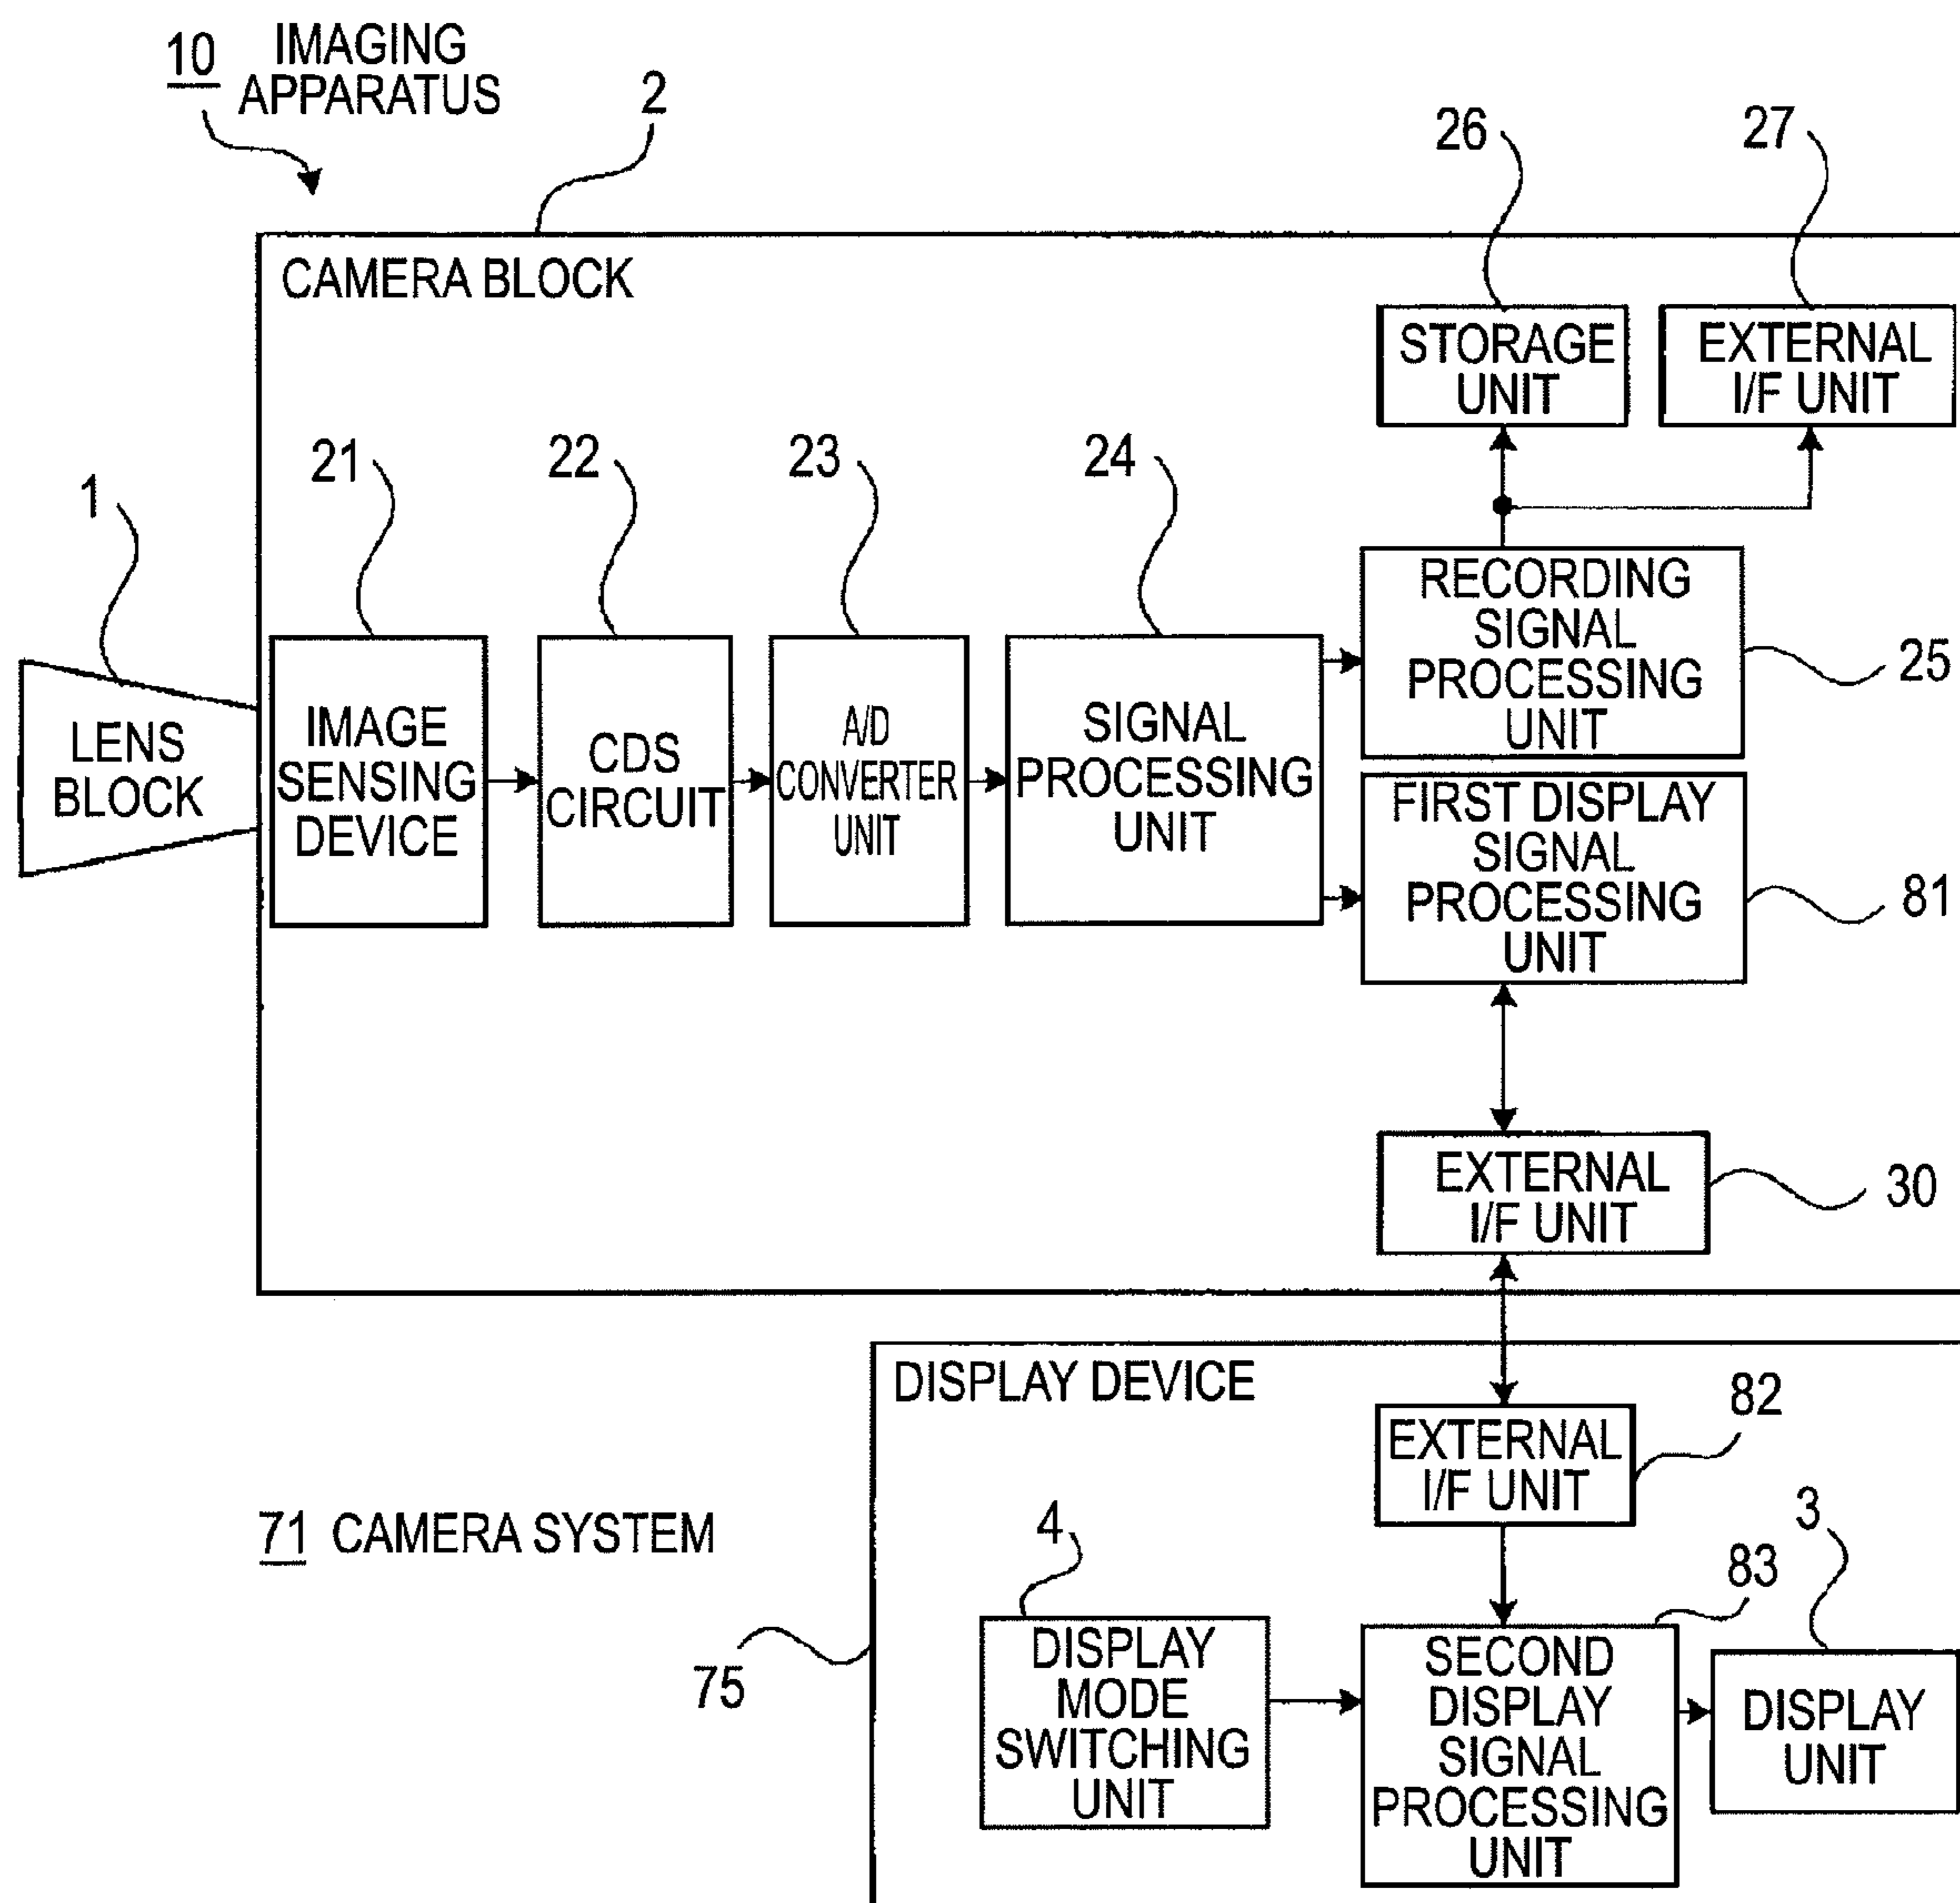 10 IMAGING
APPARATUS
2
26
27
CAMERA BLOCK
STORAGE
UNIT
EXTERNAL
I/F UNIT
1
21
22
23
24
LENS
BLOCK
IMAGE
SENSING
DEVICE
CDS
CIRCUIT
A/D
CONVERTER
UNIT
SIGNAL
PROCESSING
UNIT
RECORDING
SIGNAL
PROCESSING
UNIT
25
FIRST DISPLAY
SIGNAL
PROCESSING
UNIT
81
EXTERNAL
I/F UNIT
30
DISPLAY DEVICE
82
EXTERNAL
I/F UNIT
71 CAMERA SYSTEM
4
3
83
75
DISPLAY
MODE
SWITCHING
UNIT
SECOND
DISPLAY
SIGNAL
PROCESSING
UNIT
DISPLAY
UNIT